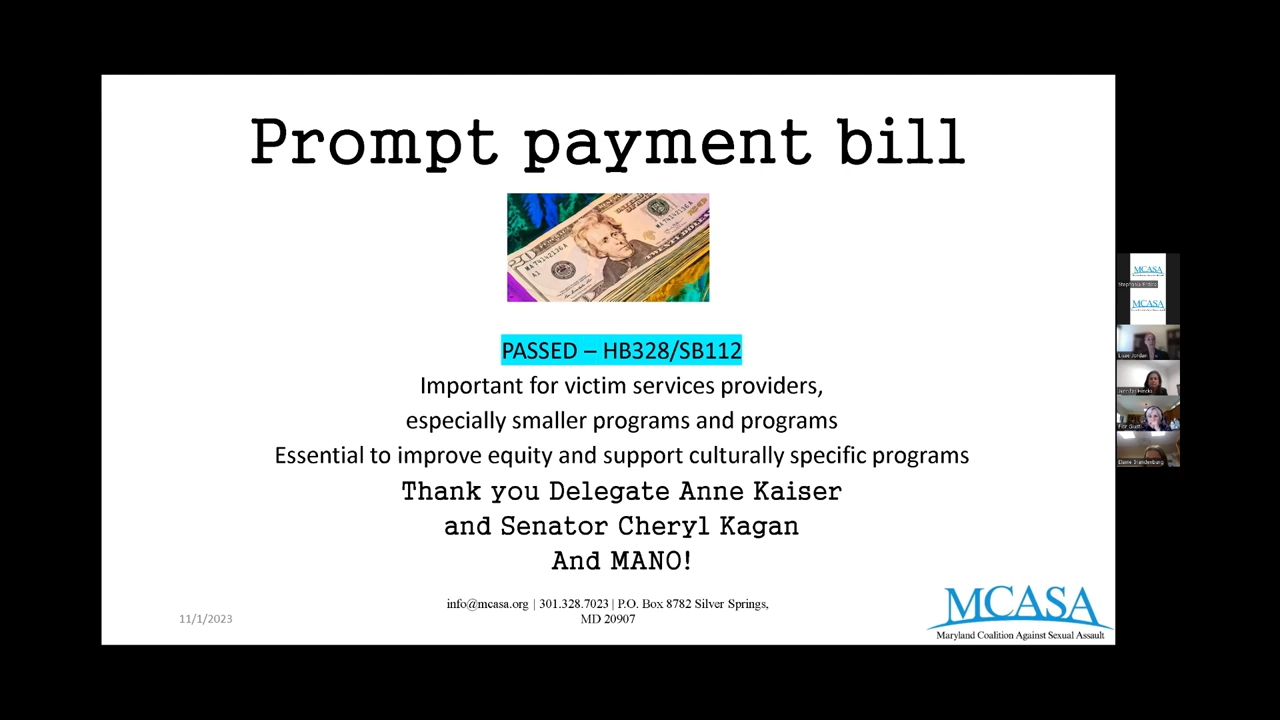 Prompt payment bill
PASSED – HB328/SB112
Important for victim services providers,
especially smaller programs and programs
Essential to improve equity and support culturally specific programs
Thank you Delegate Anne Kaiser
and Senator Cheryl Kagan
And MANO!
info@mcasa.org | 301.328.7023 | P.O. Box 8782 Silver Springs,
MD 20907
11/1/2023
MCASA
Maryland Coalition Against Sexual Assault
MCASA
MCASA